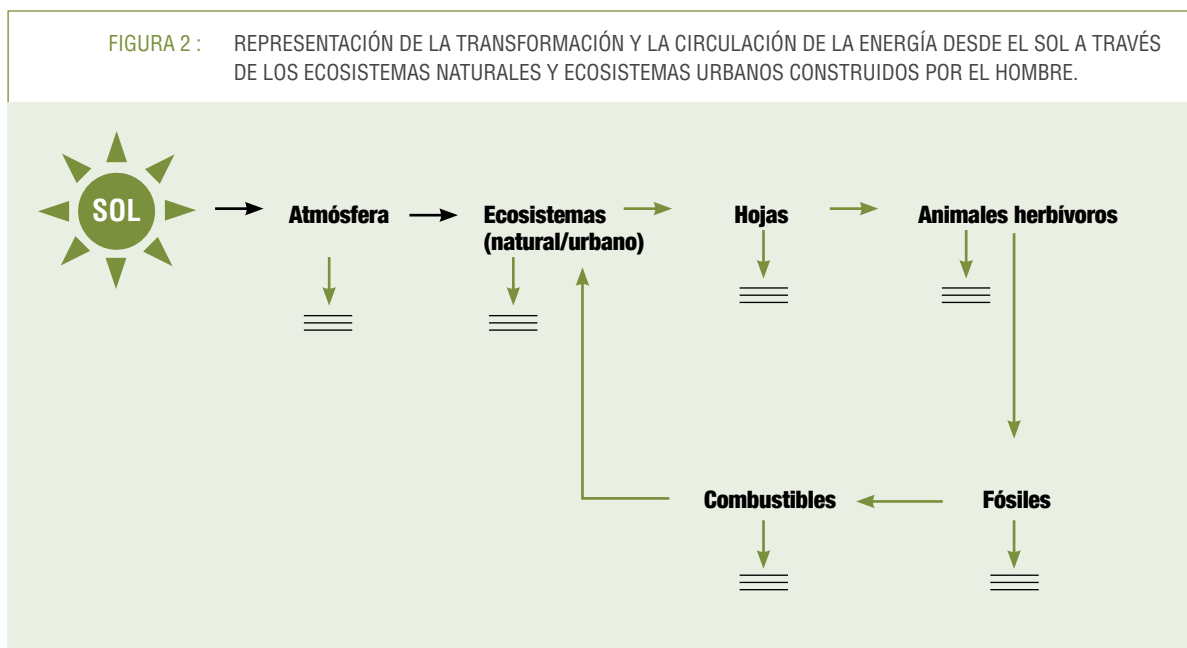 FIGURA 2 : REPRESENTACIÓN DE LA TRANSFORMACIÓN Y LA CIRCULACIÓN DE LA ENERGÍA DESDE EL SOL A TRAVÉS
DE LOS ECOSISTEMAS NATURALES Y ECOSISTEMAS URBANOS CONSTRUIDOS POR EL HOMBRE.
SOL
Atmósfera
Ecosistemas
(natural/urbano)
Hojas
Animales herbívoros
Combustibles
Fósiles